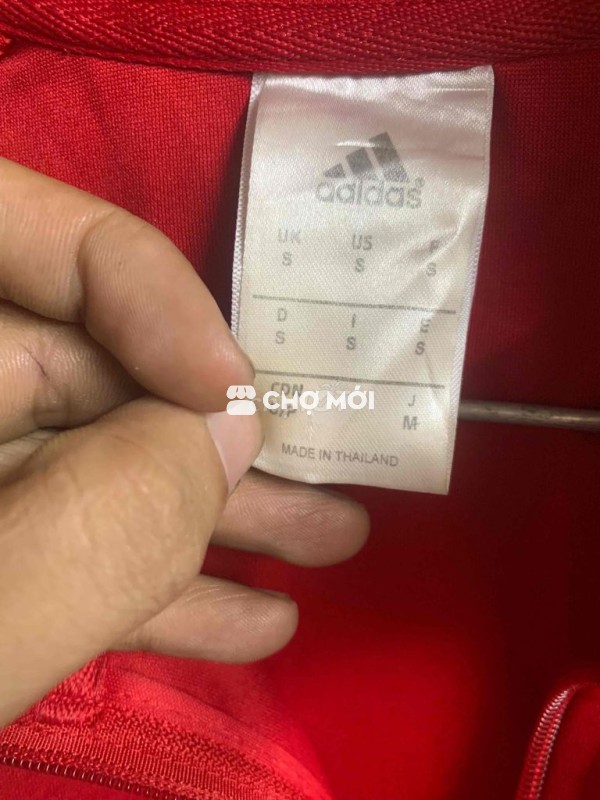 adidas
UK US F
S S S
D I E
S S S
J
CHỢ MỚI
M
MADE IN THAILAND